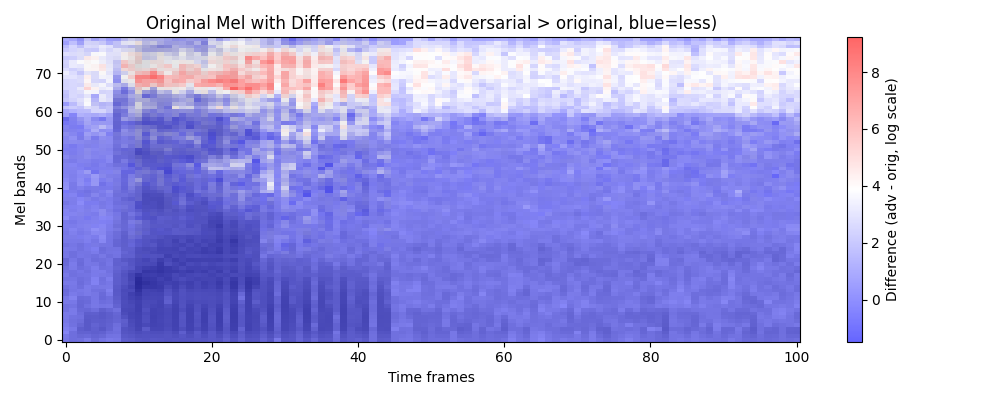 Original Mel with Differences (red=adversarial > original, blue=less)
Mel bands
70
60
50
40
30
20
10
0
0 20 40 60 80 100
Time frames
8
6
4
2
0
Difference (adv - orig, log scale)